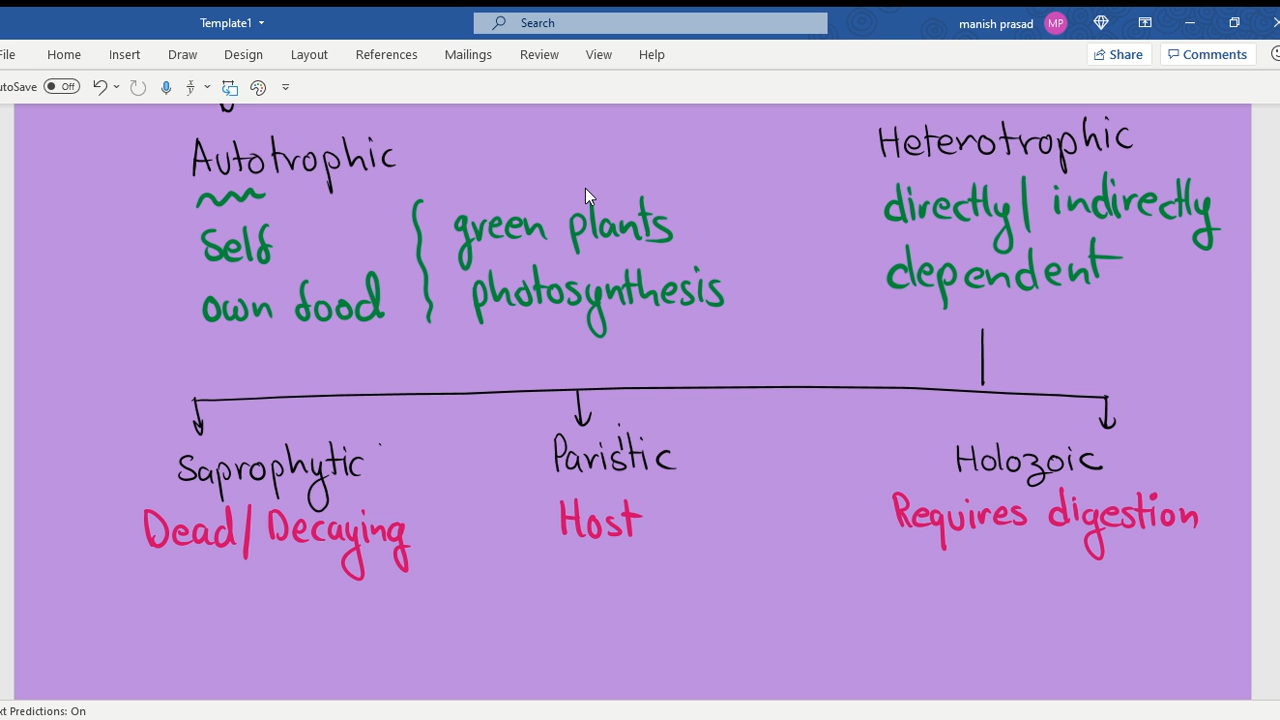 Template1
Search
manish prasad MP
File Home Insert Draw Design Layout References Mailings Review View Help Share Comments
utoSave Off
Autotrophic
Self
own food
green plants
photosynthesis
Heterotrophic
directly/ indirectly
dependent
Saprophytic
Dead/ Decaying
Paristic
Host
Holozoic
Requires digestion
xt Predictions: On